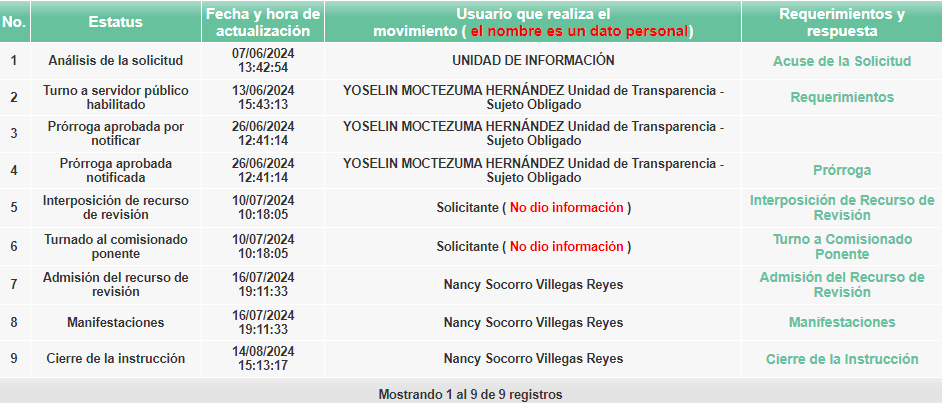 No. Estatus Fecha y hora de actualización Usuario que realiza el movimiento ( el nombre es un dato personal) Requerimientos y respuesta
1 Análisis de la solicitud 07/06/2024 13:42:54 UNIDAD DE INFORMACIÓN Acuse de la Solicitud
2 Turno a servidor público habilitado 13/06/2024 15:43:13 YOSELIN MOCTEZUMA HERNÁNDEZ Unidad de Transparencia - Sujeto Obligado Requerimientos
3 Prórroga aprobada por notificar 26/06/2024 12:41:14 YOSELIN MOCTEZUMA HERNÁNDEZ Unidad de Transparencia - Sujeto Obligado
4 Prórroga aprobada notificada 26/06/2024 12:41:14 YOSELIN MOCTEZUMA HERNÁNDEZ Unidad de Transparencia - Sujeto Obligado Prórroga
5 Interposición de recurso de revisión 10/07/2024 10:18:05 Solicitante ( No dio información ) Interposición de Recurso de Revisión
6 Turnado al comisionado ponente 10/07/2024 10:18:05 Solicitante ( No dio información ) Turno a Comisionado Ponente
7 Admisión del recurso de revisión 16/07/2024 19:11:33 Nancy Socorro Villegas Reyes Admisión del Recurso de Revisión
8 Manifestaciones 16/07/2024 19:11:33 Nancy Socorro Villegas Reyes Manifestaciones
9 Cierre de la instrucción 14/08/2024 15:13:17 Nancy Socorro Villegas Reyes Cierre de la Instrucción
Mostrando 1 al 9 de 9 registros